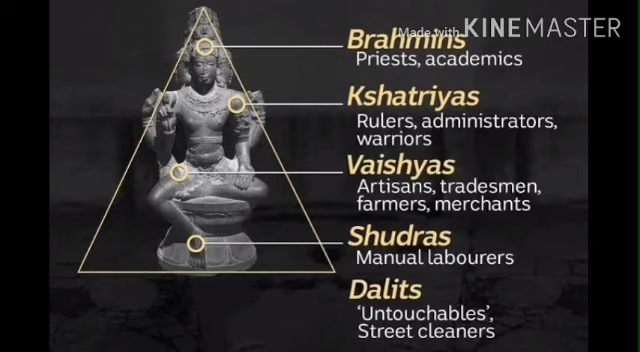 Made with KINEMASTER
Brahmins
Priests, academics
Kshatriyas
Rulers, administrators,
warriors
Vaishyas
Artisans, tradesmen,
farmers, merchants
Shudras
Manual labourers
Dalits
‘Untouchables’,
Street cleaners